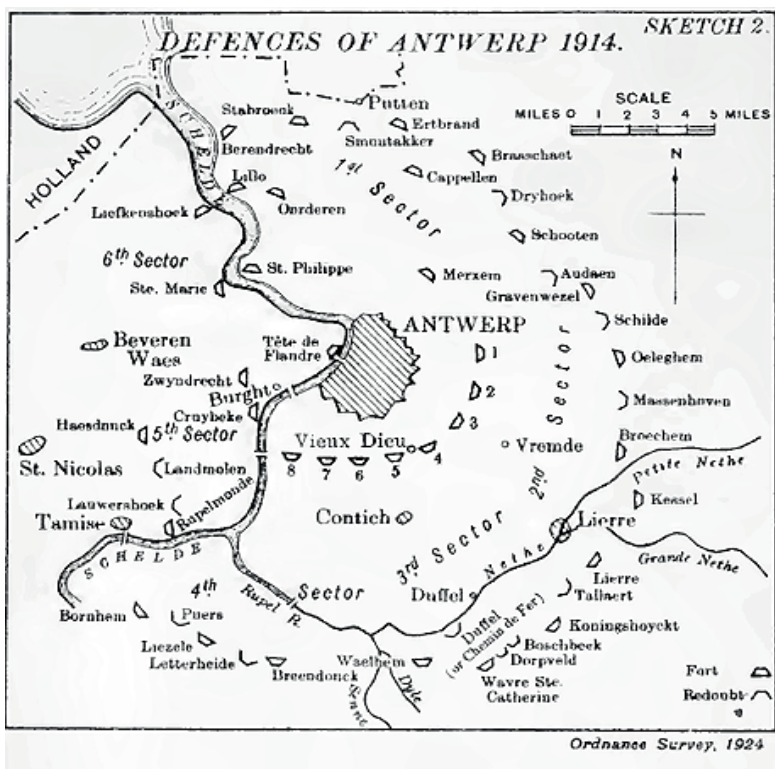 SKETCH 2.
DEFENCES OF ANTWERP 1914.
SCALE
MILES 0 1 2 3 4 5 MILES
N
HOLLAND
SCHELDE
Putten
Stabroeck
Ertbrand
Smoutakker
Berendrecht
Braaschaet
1st Sector
Cappellen
Lillo
Dryhoek
Oorderen
Liefkenshoek
Schooten
6th Sector
St. Philippe
Merxem
Audaen
Ste. Marie
Gravenwezel
Schilde
ANTWERP
Beveren
Waes
Tête de
Flandre
1
Oeleghem
Zwyndrecht
Burght
2
Massenhoven
Cruybeke
3
Haesdonck
5th Sector
Vieux Dieu
4
Vremde
Broechem
2nd Sector
8 7 6 5
St. Nicolas
Landmolen
Petite Nethe
Kessel
Lauwershoek
Rupelmonde
Tamise
Contich
Lierre
SCHELDE
3rd Sector
Nethe
Grande Nethe
4th Sector
Rupel R.
Duffel
Lierre
Tallaert
Bornhem
Puers
Duffel
(or Chemin de Fer)
Koningshoyckt
Liezele
Boschbeek
Letterheide
Dorpveld
Breendonck
Waelhem
Wavre Ste.
Catherine
Senne
Dyle
Fort
Redoubt
Ordnance Survey, 1924